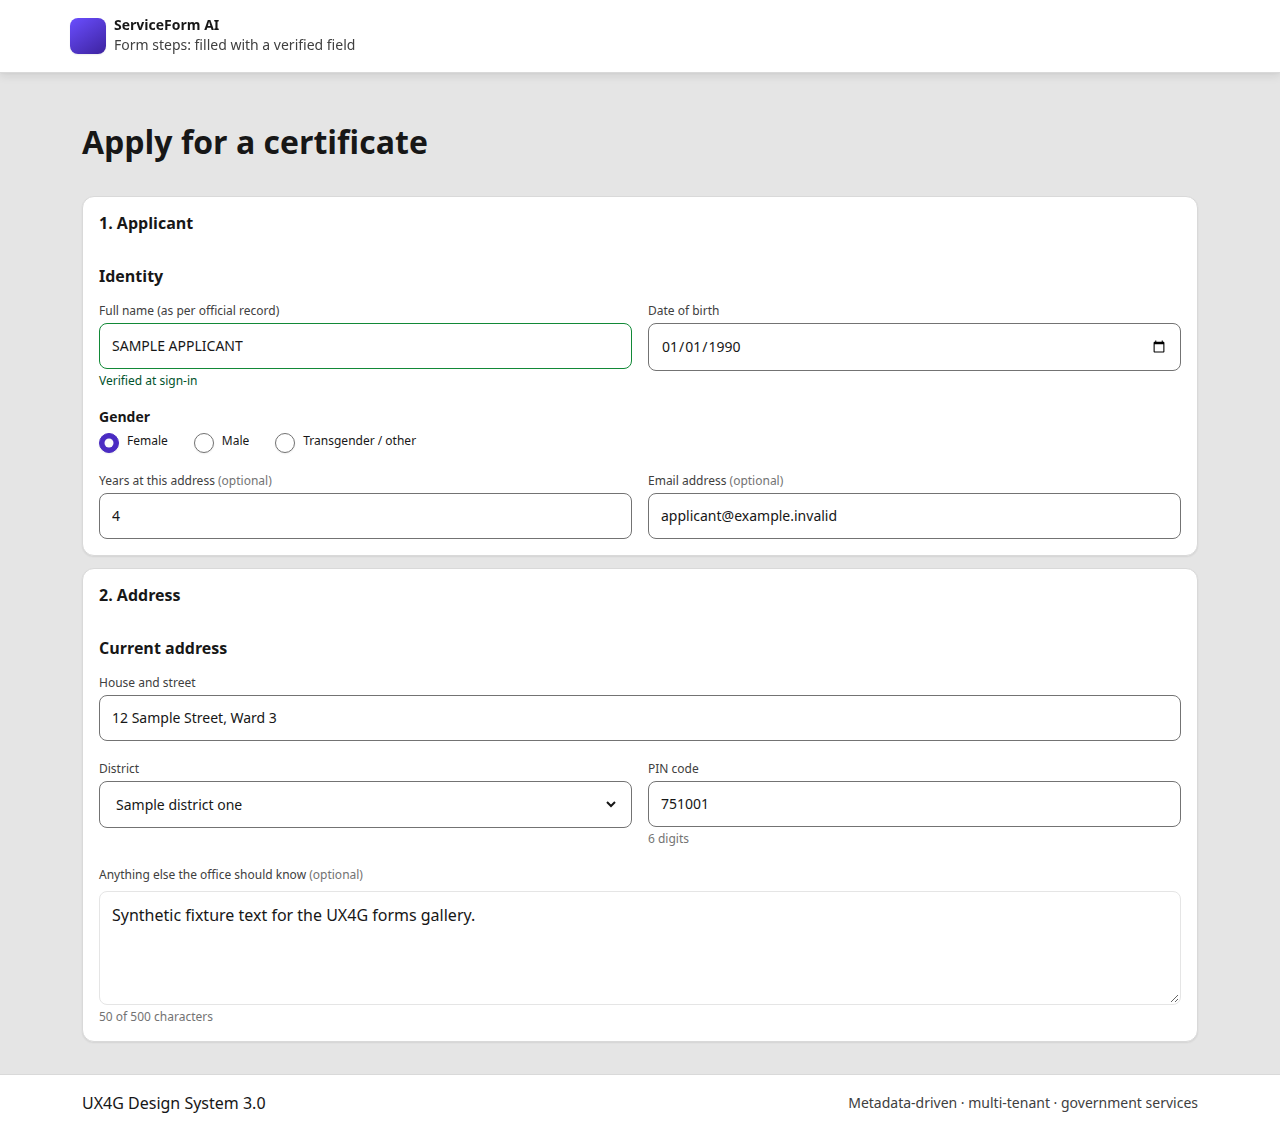 ServiceForm AI
Form steps: filled with a verified field
Apply for a certificate
1. Applicant
Identity
Full name (as per official record)
Date of birth
SAMPLE APPLICANT
01/01/1990
Verified at sign-in
Gender
Female
Male
Transgender / other
Years at this address (optional)
Email address (optional)
4
applicant@example.invalid
2. Address
Current address
House and street
12 Sample Street, Ward 3
District
PIN code
Sample district one
751001
6 digits
Anything else the office should know (optional)
Synthetic fixture text for the UX4G forms gallery.
50 of 500 characters
UX4G Design System 3.0
Metadata-driven · multi-tenant · government services